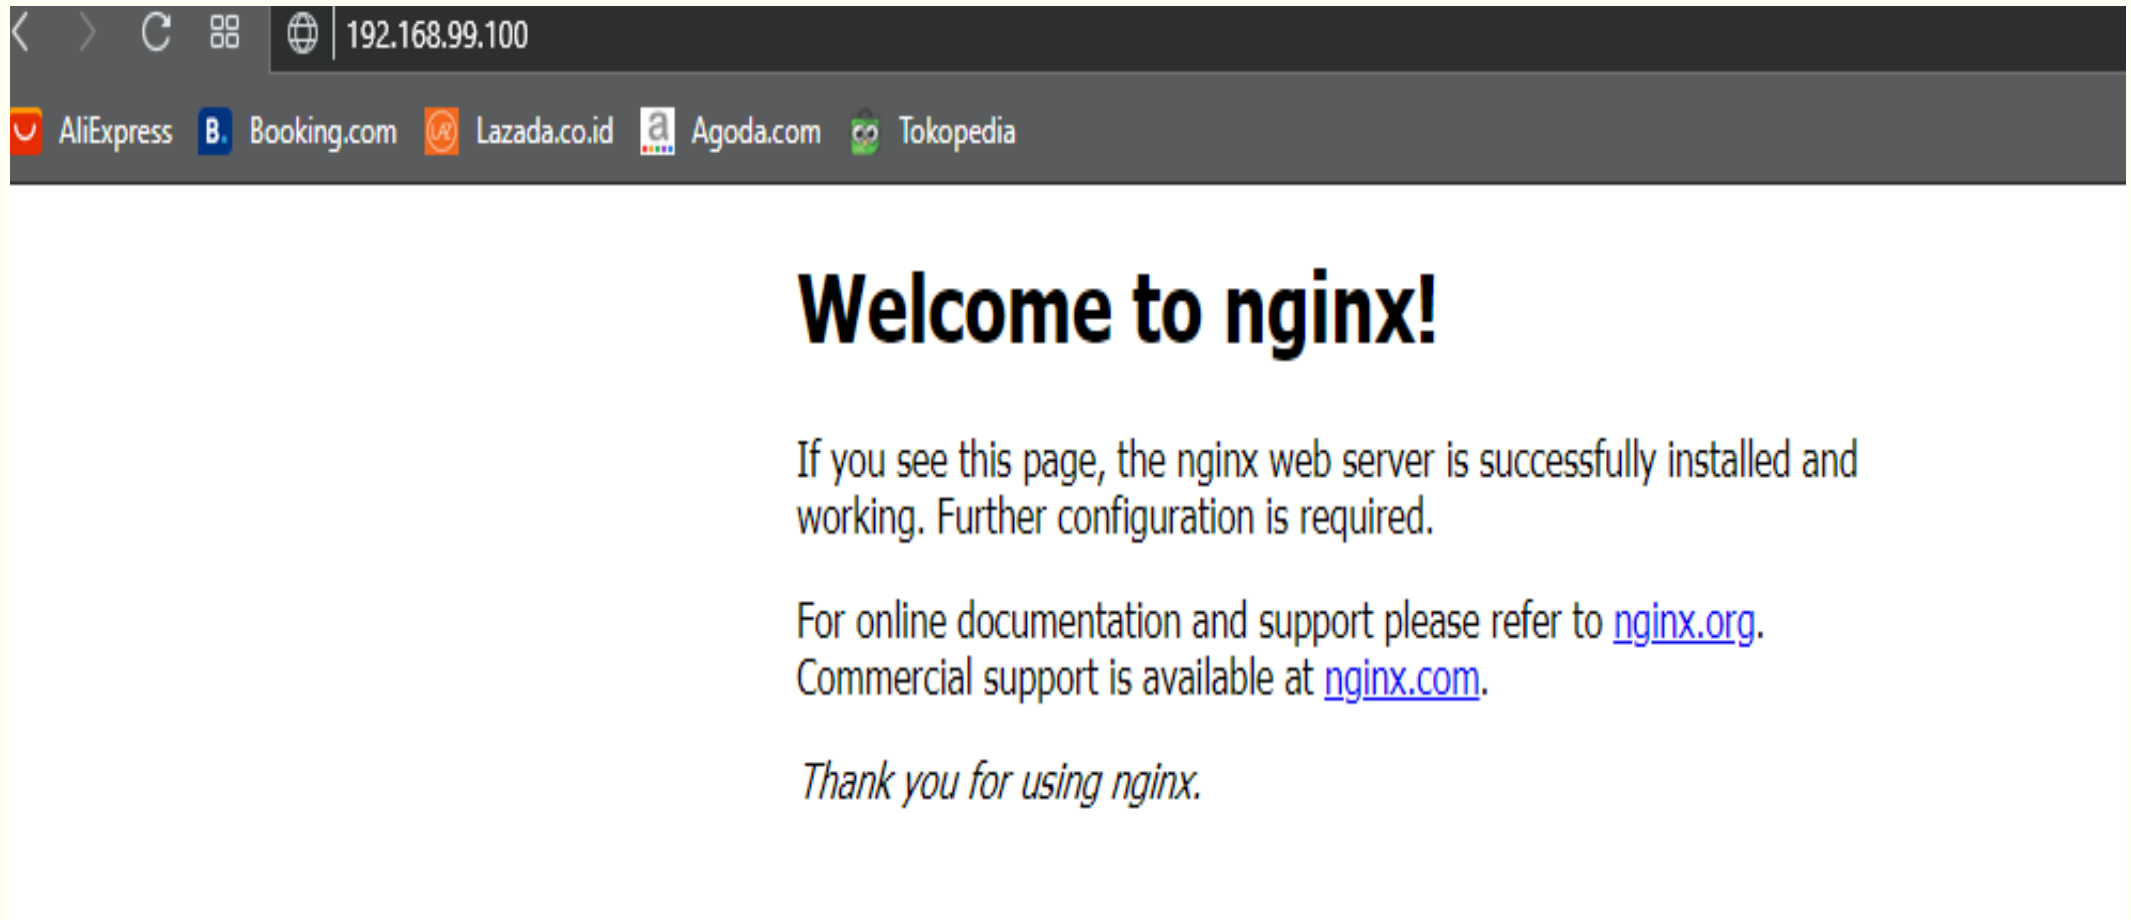 192.168.99.100
AliExpress B. Booking.com Lazada.co.id a Agoda.com Tokopedia
Welcome to nginx!
If you see this page, the nginx web server is successfully installed and
working. Further configuration is required.
For online documentation and support please refer to nginx.org.
Commercial support is available at nginx.com.
Thank you for using nginx.